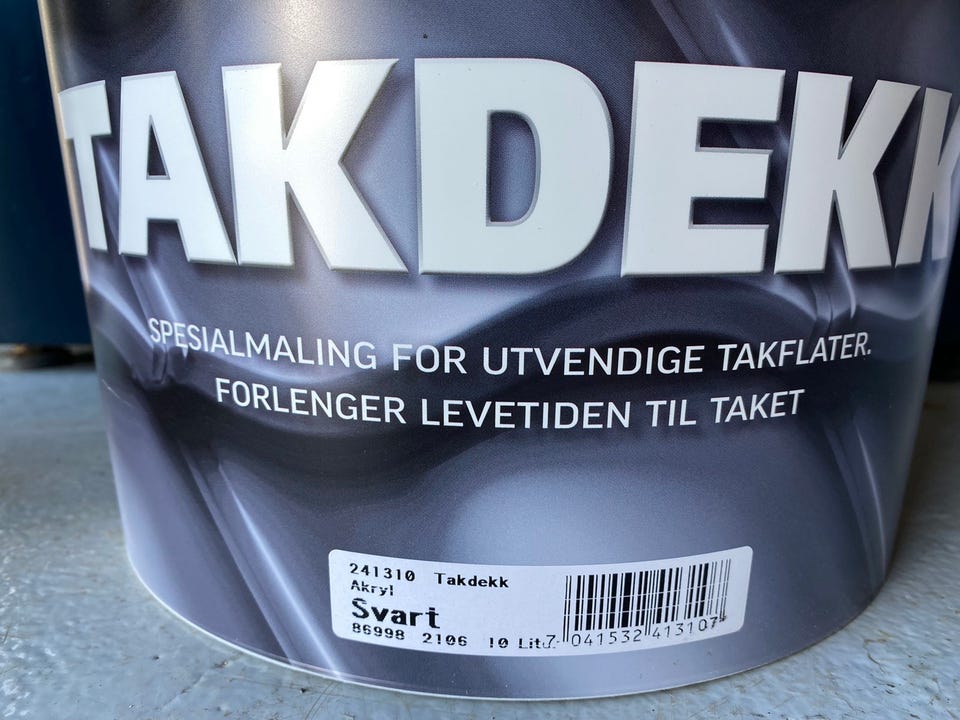 TAKDEKK
SPESIALMALING FOR UTVENDIGE TAKFLATER.
FORLENGER LEVETIDEN TIL TAKET
241310 Takdekk
Akryl
Svart
86998 2106 10
7 041532 413107